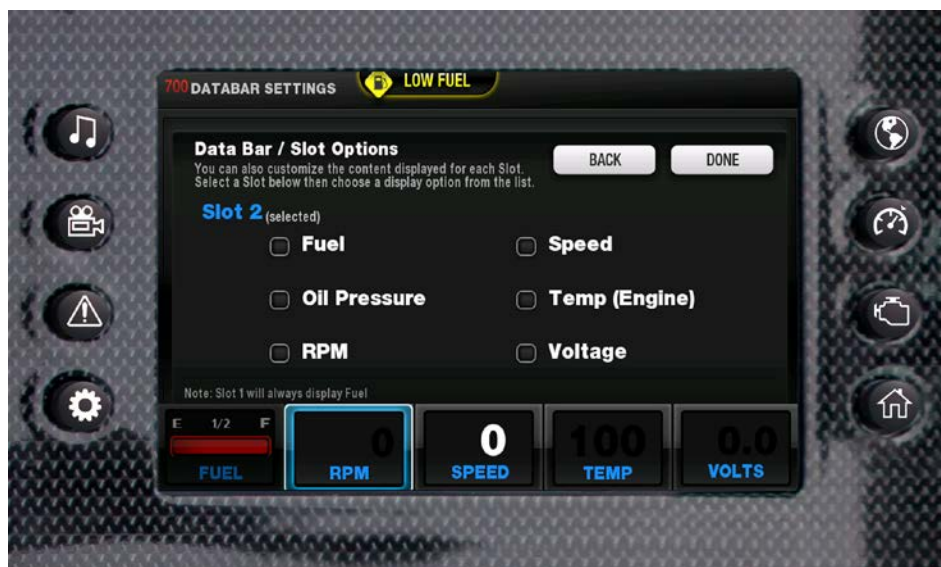 700 DATABAR SETTINGS
LOW FUEL
Data Bar / Slot Options
You can also customize the content displayed for each Slot.
Select a Slot below then choose a display option from the list.
BACK
DONE
Slot 2 (selected)
Fuel
Speed
Oil Pressure
Temp (Engine)
RPM
Voltage
Note: Slot 1 will always display Fuel
E 1/2 F
FUEL
0
RPM
0
SPEED
100
TEMP
0.0
VOLTS